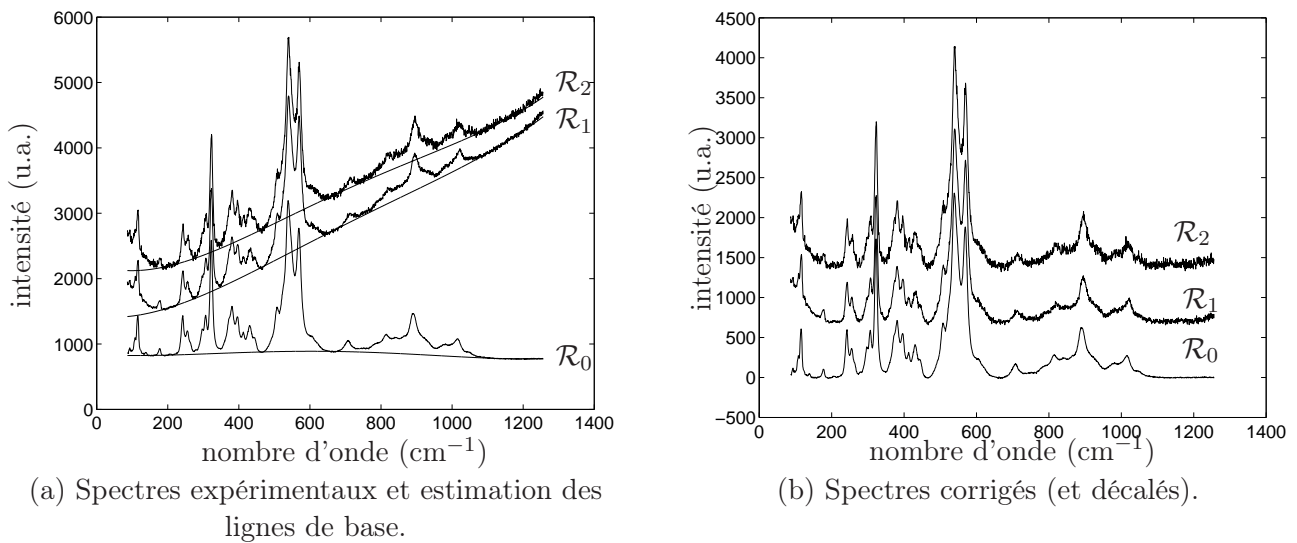 6000
5000
4000
3000
2000
1000
0
0 200 400 600 800 1000 1200 1400
intensité (u.a.)
nombre d'onde (cm⁻¹)
R₂
R₁
R₀
(a) Spectres expérimentaux et estimation des
lignes de base.
4500
4000
3500
3000
2500
2000
1500
1000
500
0
−500
0 200 400 600 800 1000 1200 1400
intensité (u.a.)
nombre d'onde (cm⁻¹)
R₂
R₁
R₀
(b) Spectres corrigés (et décalés).